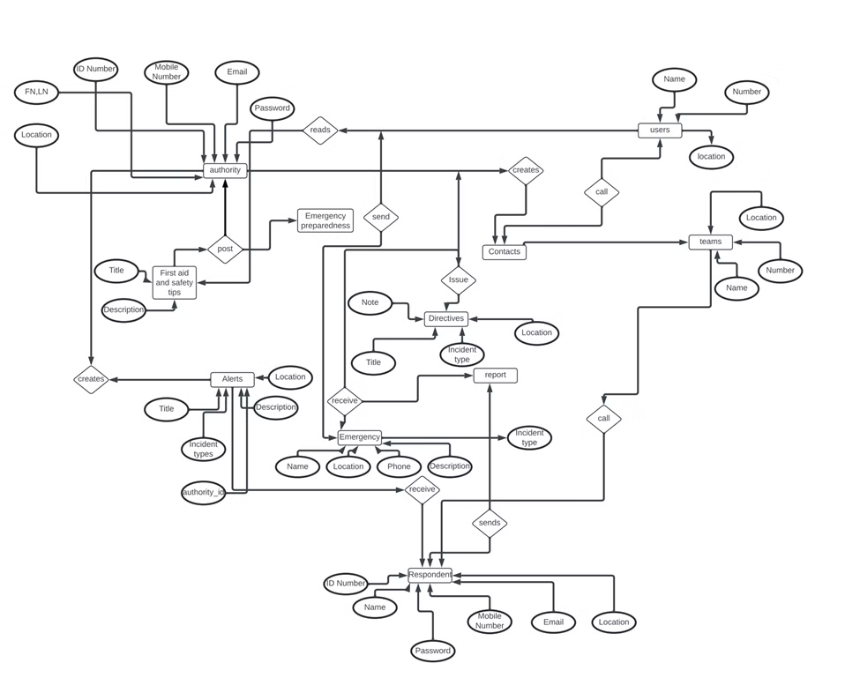 ID Number
Mobile
Number
Email
Name
Number
FN,LN
Password
Location
reads
users
location
authority
creates
call
send
Emergency
preparedness
Location
post
Contacts
teams
Title
First aid
and safety
tips
Issue
Number
Name
Description
Note
Directives
Location
Title
Incident
type
creates
Alerts
Location
report
Title
Description
receive
call
Incident
types
Emergency
Incident
type
Name
Location
Phone
Description
authority_id
receive
sends
ID Number
Respondent
Name
Mobile
Number
Email
Location
Password